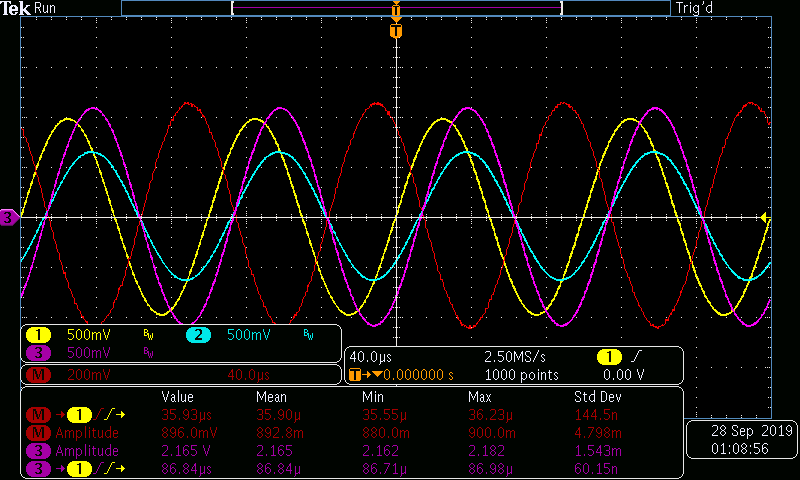 Tek Run Trig'd
T
T
3
1 500mV BW 2 500mV BW
3 500mV BW
M 200mV 40.0µs
40.0µs 2.50MS/s 1
T→▼0.000000 s 1000 points 0.00 V
Value Mean Min Max Std Dev
M → 1 35.93µs 35.90µ 35.55µ 36.23µ 144.5n
M Amplitude 896.0mV 892.8m 880.0m 900.0m 4.798m
3 Amplitude 2.165 V 2.165 2.162 2.182 1.543m
3 → 1 86.84µs 86.84µ 86.71µ 86.98µ 60.15n
28 Sep 2019
01:08:56